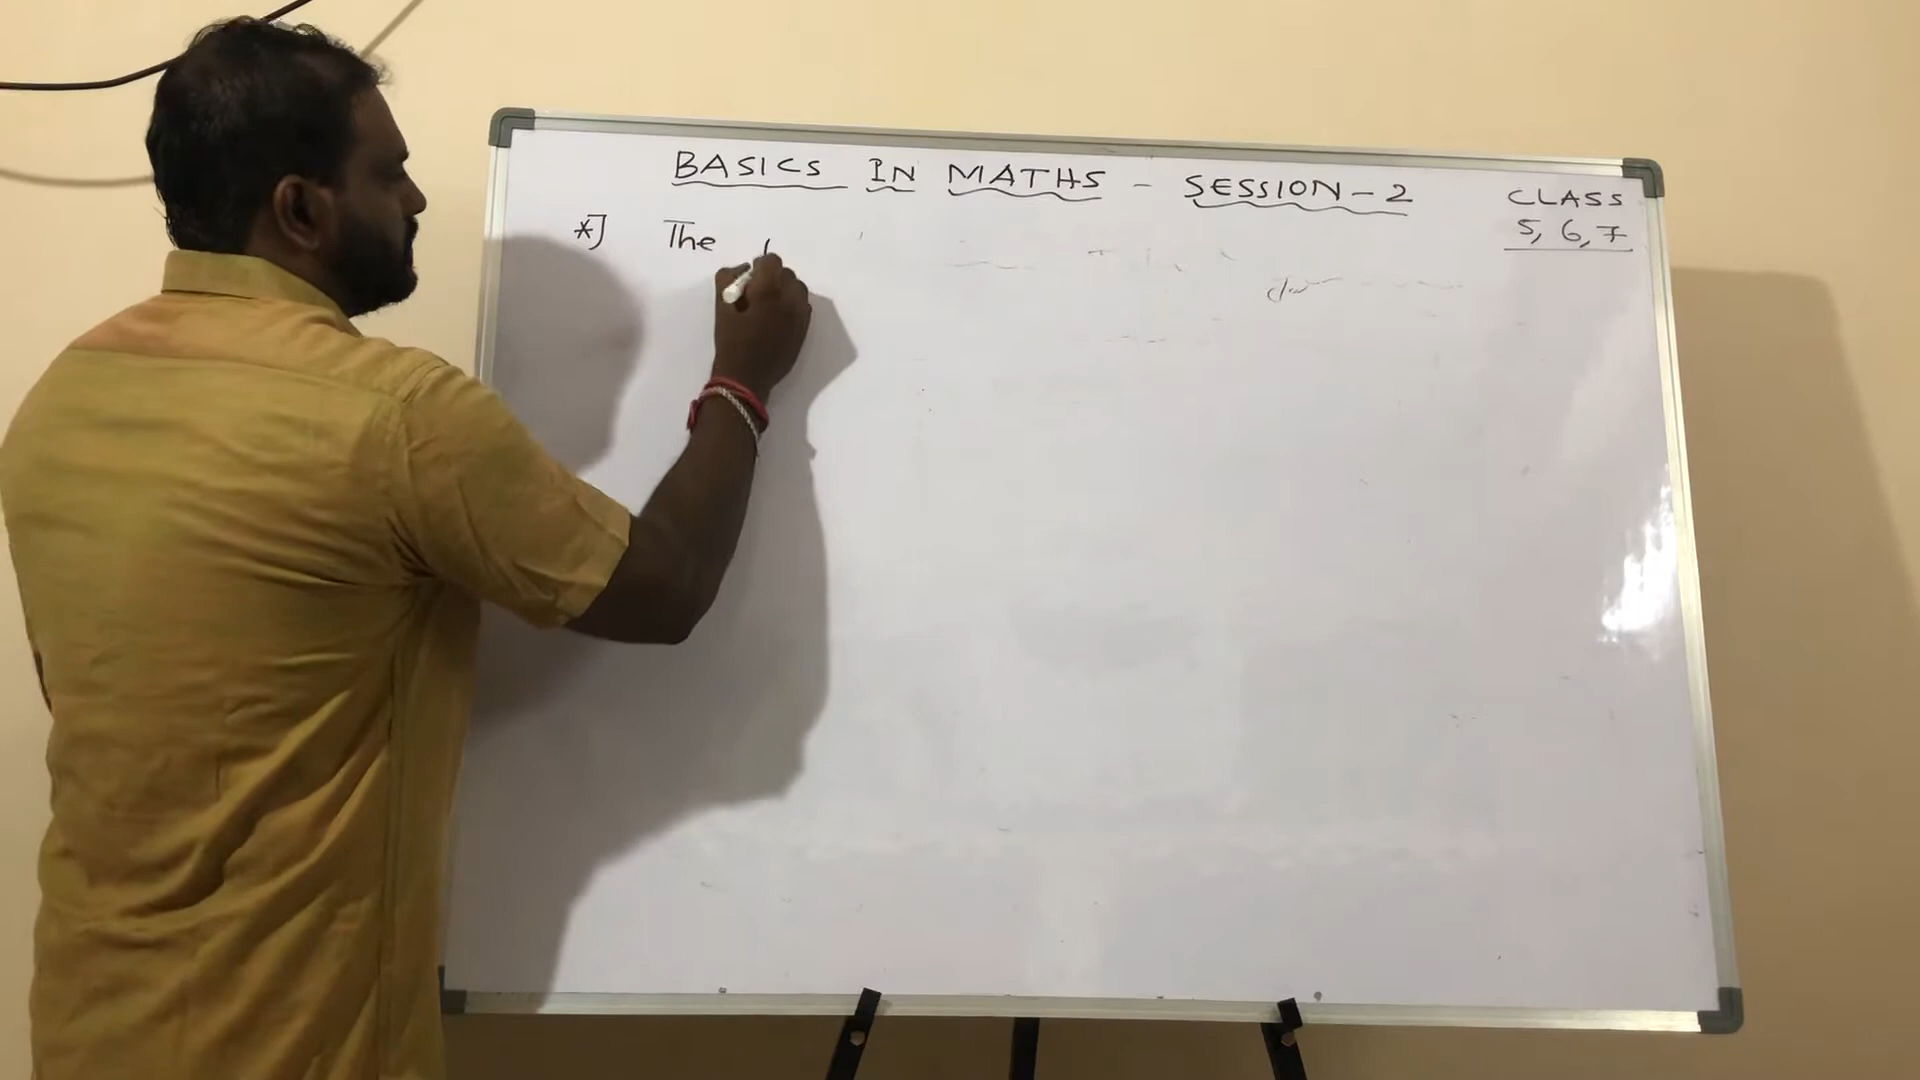 BASICS IN MATHS - SESSION - 2
CLASS
5, 6, 7
*] The